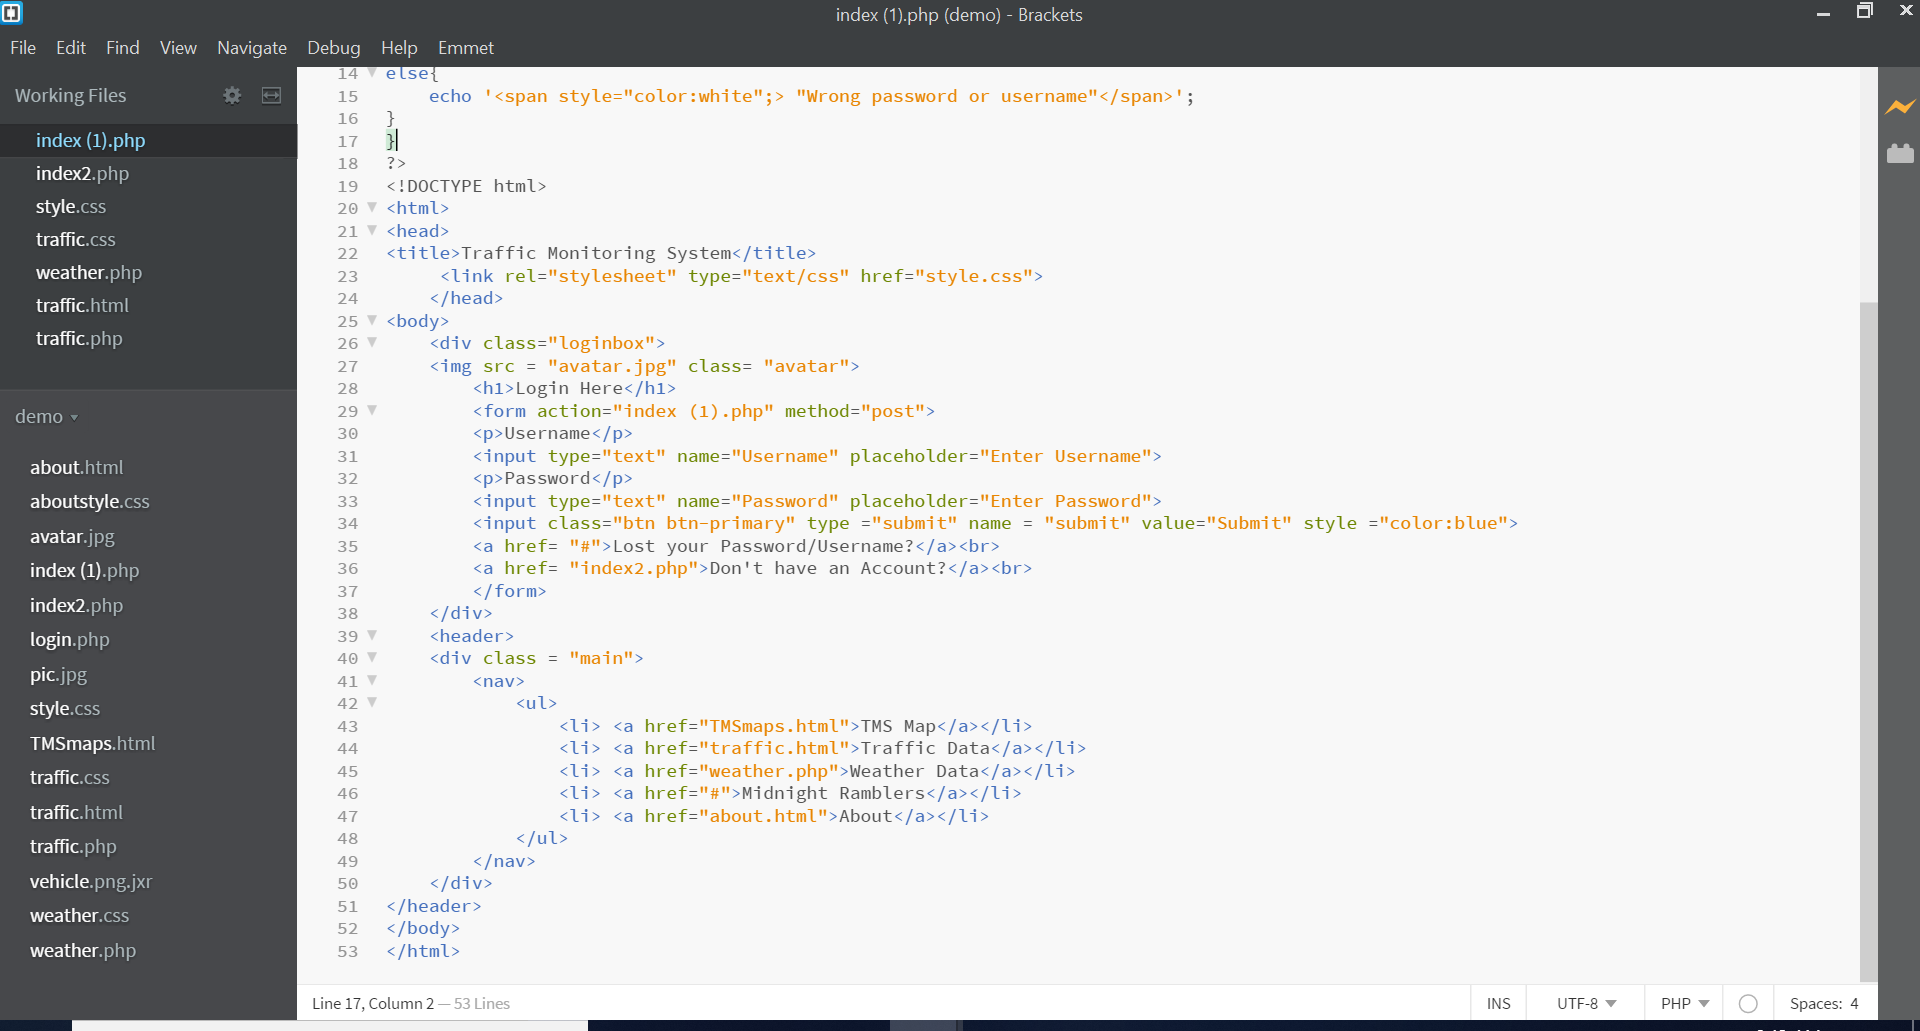 index (1).php (demo) - Brackets
File Edit Find View Navigate Debug Help Emmet
Working Files
index (1).php
index2.php
style.css
traffic.css
weather.php
traffic.html
traffic.php
demo
about.html
aboutstyle.css
avatar.jpg
index (1).php
index2.php
login.php
pic.jpg
style.css
TMSmaps.html
traffic.css
traffic.html
traffic.php
vehicle.png.jxr
weather.css
weather.php
14 else{
15     echo '<span style="color:white";> "Wrong password or username"</span>';
16 }
17 }
18 ?>
19 <!DOCTYPE html>
20 <html>
21 <head>
22 <title>Traffic Monitoring System</title>
23      <link rel="stylesheet" type="text/css" href="style.css">
24     </head>
25 <body>
26     <div class="loginbox">
27     <img src = "avatar.jpg" class= "avatar">
28         <h1>Login Here</h1>
29         <form action="index (1).php" method="post">
30         <p>Username</p>
31         <input type="text" name="Username" placeholder="Enter Username">
32         <p>Password</p>
33         <input type="text" name="Password" placeholder="Enter Password">
34         <input class="btn btn-primary" type ="submit" name = "submit" value="Submit" style ="color:blue">
35         <a href= "#">Lost your Password/Username?</a><br>
36         <a href= "index2.php">Don't have an Account?</a><br>
37         </form>
38     </div>
39     <header>
40     <div class = "main">
41         <nav>
42             <ul>
43                 <li> <a href="TMSmaps.html">TMS Map</a></li>
44                 <li> <a href="traffic.html">Traffic Data</a></li>
45                 <li> <a href="weather.php">Weather Data</a></li>
46                 <li> <a href="#">Midnight Ramblers</a></li>
47                 <li> <a href="about.html">About</a></li>
48             </ul>
49         </nav>
50     </div>
51 </header>
52 </body>
53 </html>
Line 17, Column 2 — 53 Lines INS UTF-8 PHP Spaces: 4